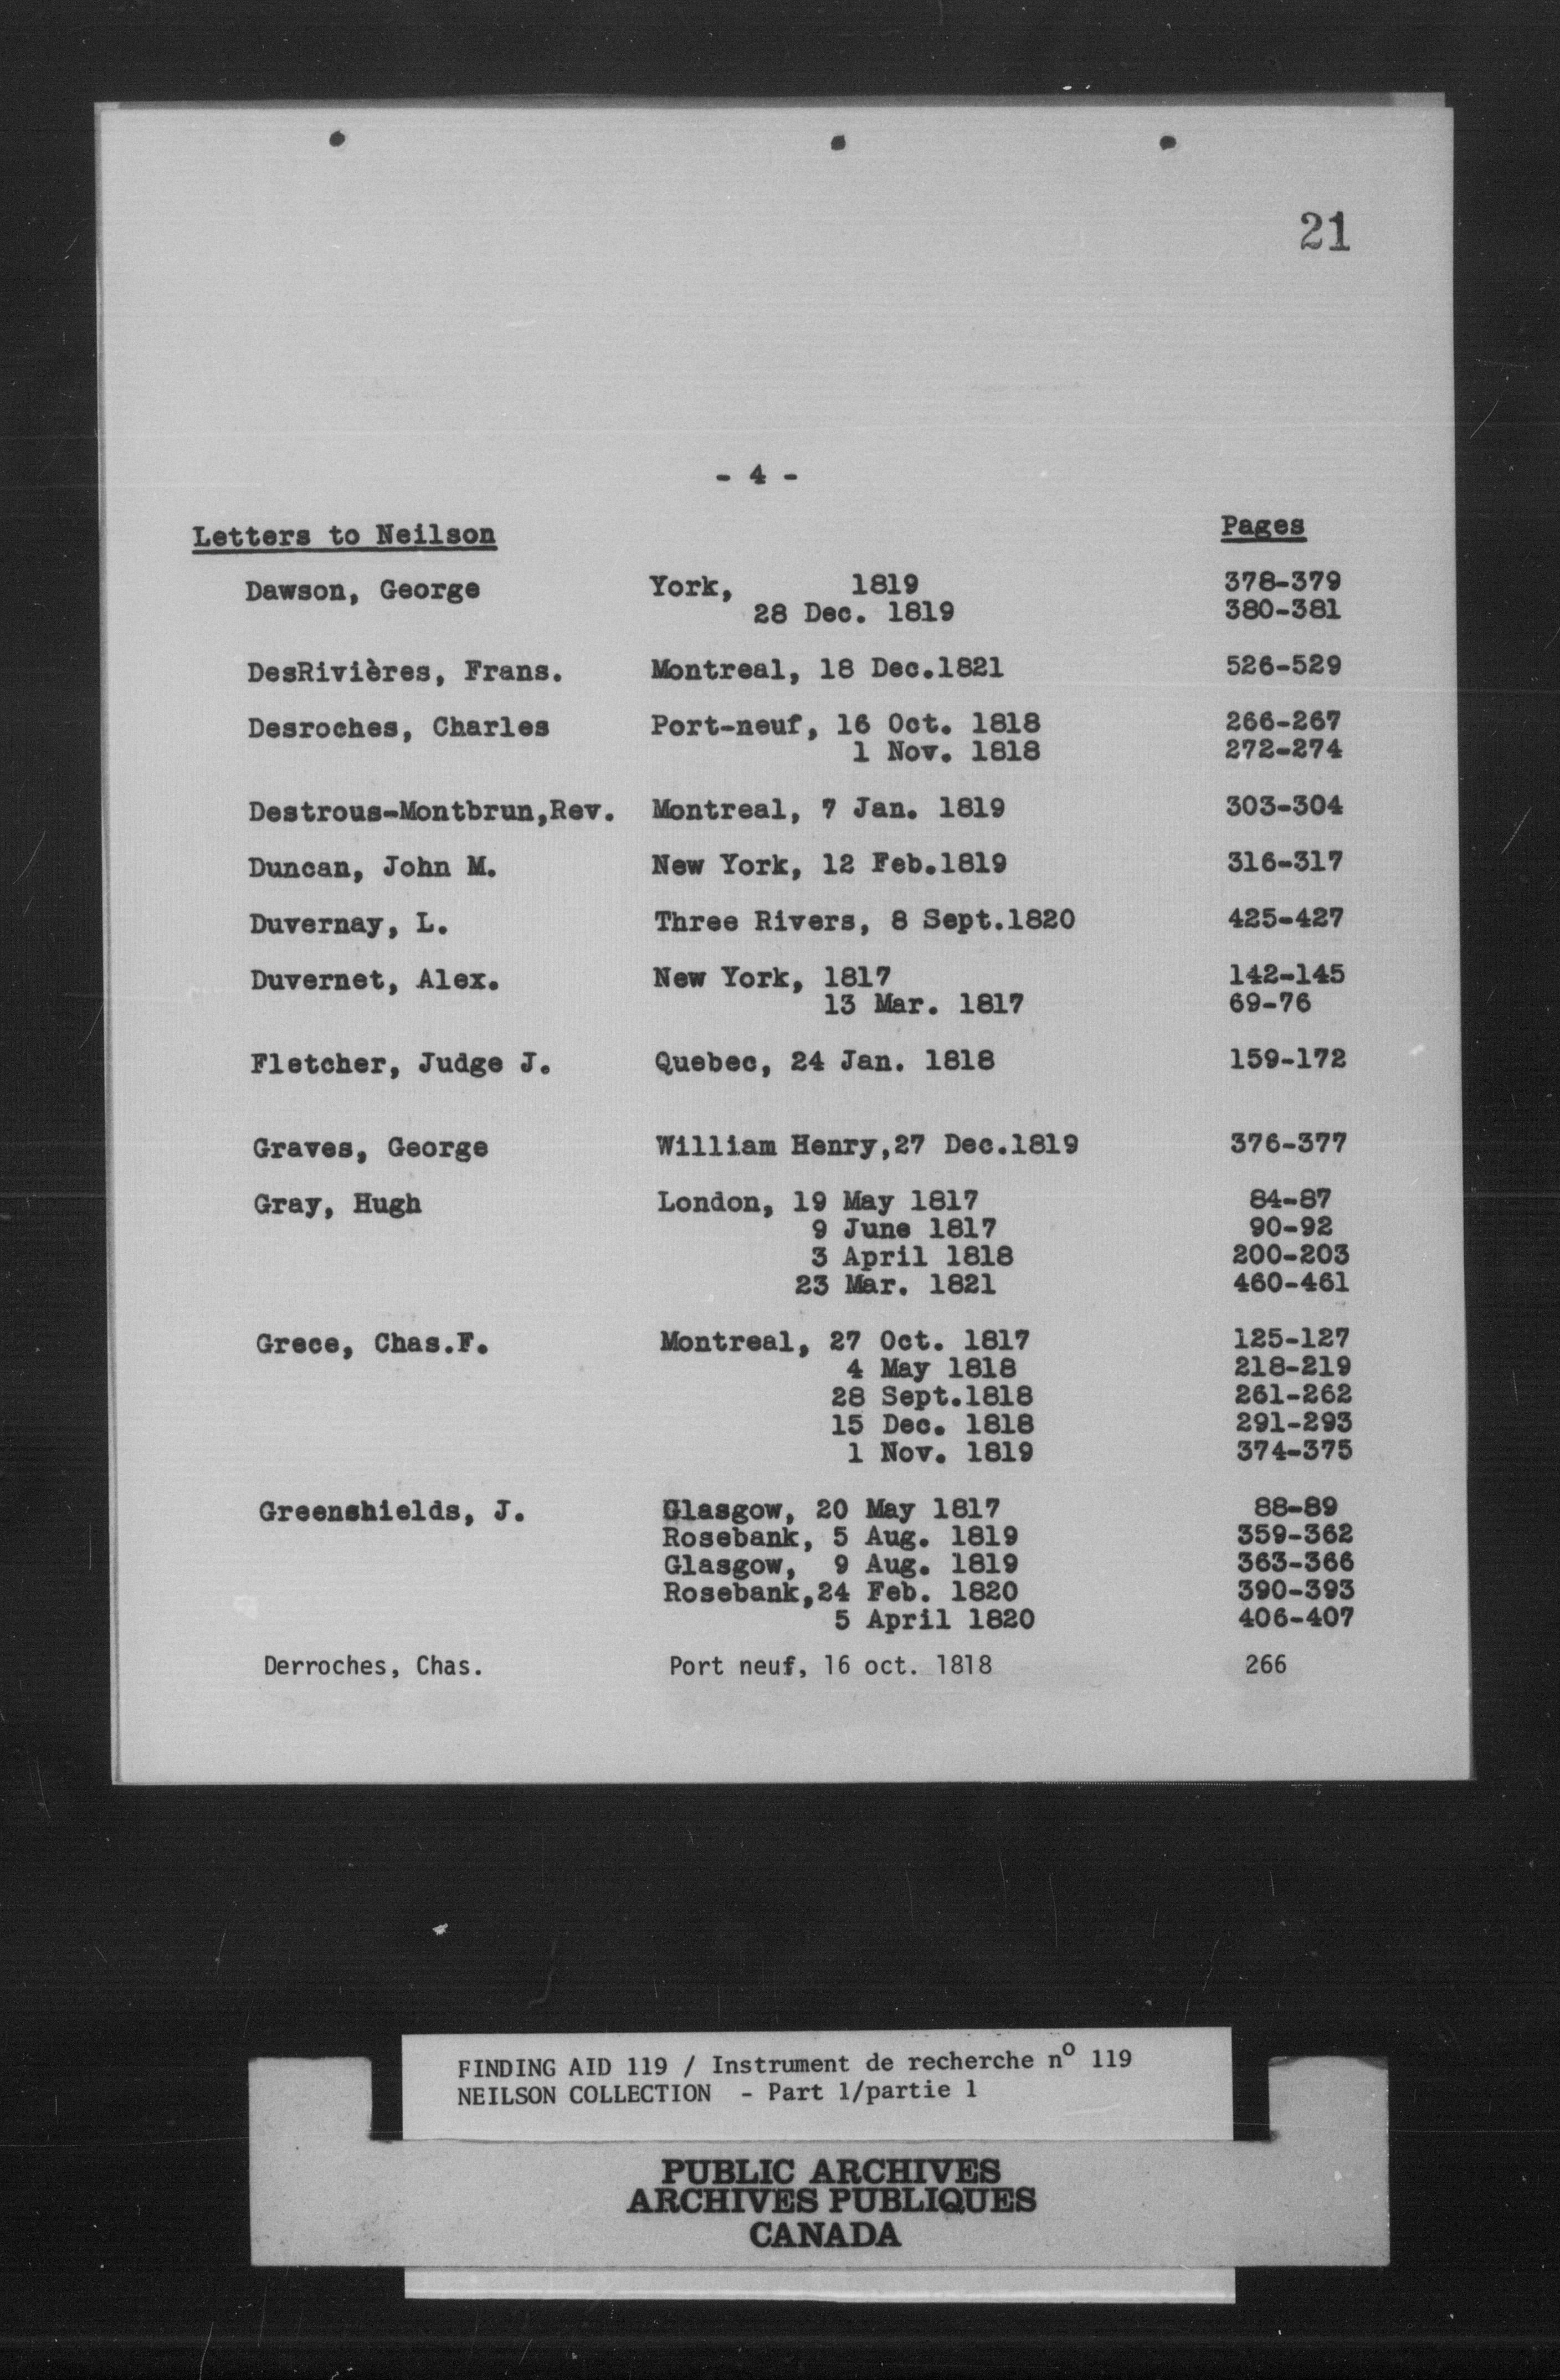 21
- 4 -
Letters to Neilson Pages
Dawson, George York, 1819 378-379
28 Dec. 1819 380-381
DesRivières, Frans. Montreal, 18 Dec.1821 526-529
Desroches, Charles Port-neuf, 16 Oct. 1818 266-267
1 Nov. 1818 272-274
Destrous-Montbrun,Rev. Montreal, 7 Jan. 1819 303-304
Duncan, John M. New York, 12 Feb.1819 316-317
Duvernay, L. Three Rivers, 8 Sept.1820 425-427
Duvernet, Alex. New York, 1817 142-145
13 Mar. 1817 69-76
Fletcher, Judge J. Quebec, 24 Jan. 1818 159-172
Graves, George William Henry,27 Dec.1819 376-377
Gray, Hugh London, 19 May 1817 84-87
9 June 1817 90-92
3 April 1818 200-203
23 Mar. 1821 460-461
Grece, Chas.F. Montreal, 27 Oct. 1817 125-127
4 May 1818 218-219
28 Sept.1818 261-262
15 Dec. 1818 291-293
1 Nov. 1819 374-375
Greenshields, J. Glasgow, 20 May 1817 88-89
Rosebank, 5 Aug. 1819 359-362
Glasgow, 9 Aug. 1819 363-366
Rosebank,24 Feb. 1820 390-393
5 April 1820 406-407
Derroches, Chas. Port neuf, 16 oct. 1818 266
FINDING AID 119 / Instrument de recherche nº 119
NEILSON COLLECTION - Part 1/partie 1
PUBLIC ARCHIVES
ARCHIVES PUBLIQUES
CANADA